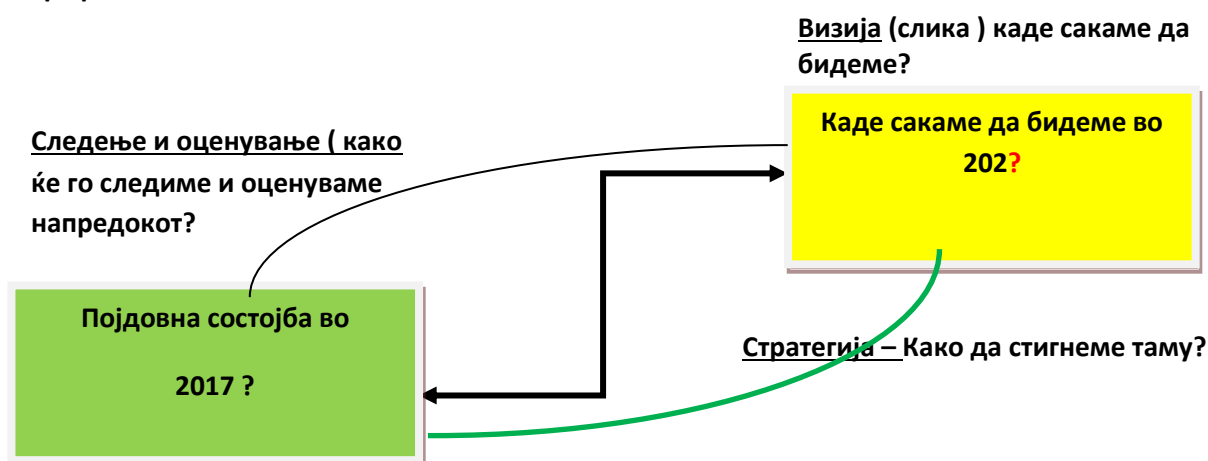 Визија (слика ) каде сакаме да
бидеме?
Каде сакаме да бидеме во
202?
Следење и оценување ( како
ќе го следиме и оценуваме
напредокот?
Појдовна состојба во
2017 ?
Стратегија – Како да стигнеме таму?